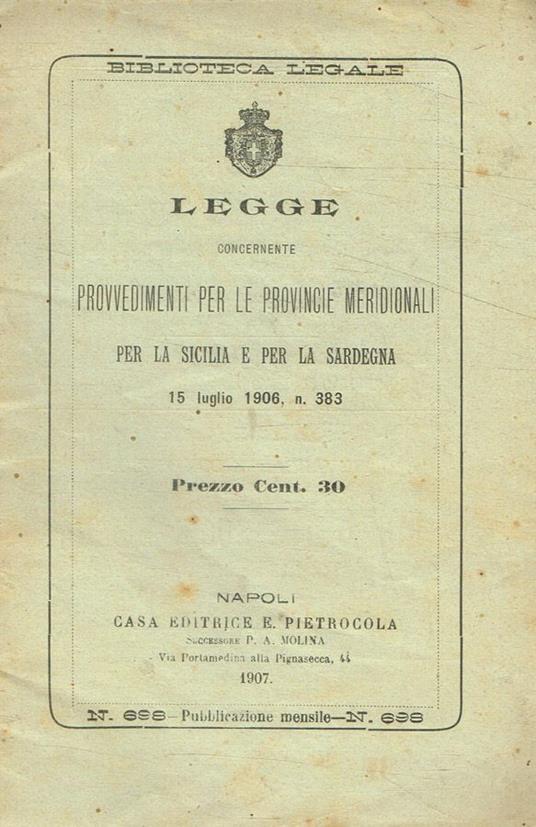 BIBLIOTECA LEGALE
LEGGE
CONCERNENTE
PROVVEDIMENTI PER LE PROVINCIE MERIDIONALI
PER LA SICILIA E PER LA SARDEGNA
15 luglio 1906, n. 383
Prezzo Cent. 30
NAPOLI
CASA EDITRICE E. PIETROCOLA
SUCCESSORE P. A. MOLINA
Via Portamedina alla Pignasecca, 44
1907.
N. 698—Pubblicazione mensile—N. 698